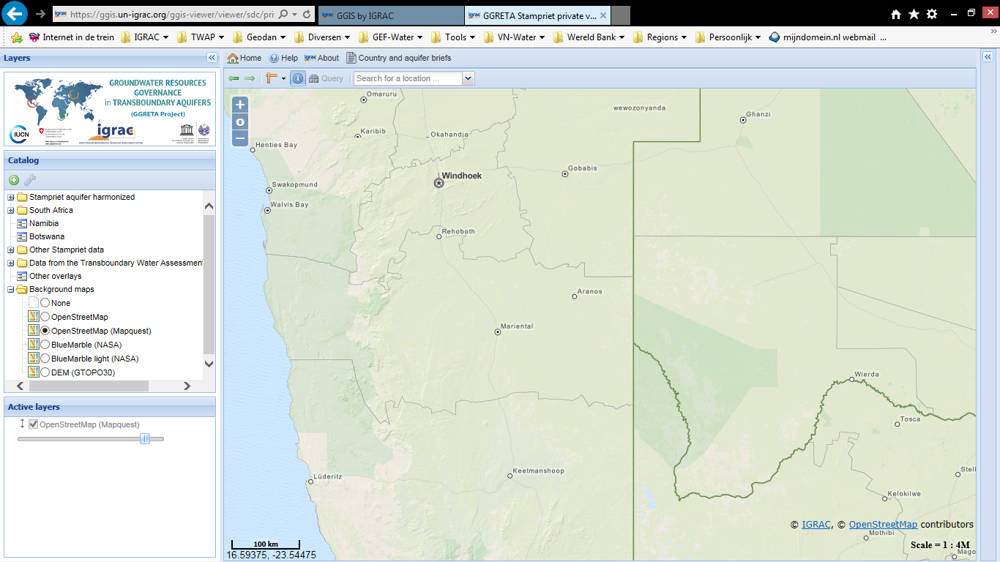 https://ggis.un-igrac.org/ggis-viewer/viewer/sdc/pri
igrac GGIS by IGRAC
igrac GGRETA Stampriet private v...
Internet in de trein IGRAC TWAP Geodan Diversen GEF-Water Tools VN-Water Wereld Bank Regions Persoonlijk mijndomein.nl webmail ...
Layers
Home Help igrac About Country and aquifer briefs
Query Search for a location ...
GROUNDWATER RESOURCES
GOVERNANCE
in TRANSBOUNDARY AQUIFERS
(GGRETA Project)
IUCN
igrac
Catalog
Stampriet aquifer harmonized
South Africa
Namibia
Botswana
Other Stampriet data
Data from the Transboundary Water Assessment
Other overlays
Background maps
None
OpenStreetMap
OpenStreetMap (Mapquest)
BlueMarble (NASA)
BlueMarble light (NASA)
DEM (GTOPO30)
Active layers
OpenStreetMap (Mapquest)
Omaruru
wewozonyanda
Ghanzi
Karibib
Okahandja
Henties Bay
Gobabis
Windhoek
Swakopmund
Walvis Bay
Rehoboth
Aranos
Mariental
Wierda
Tosca
Keetmanshoop
Stell
Lüderitz
Kelokilwe
© IGRAC, © OpenStreetMap contributors
Mothibi
100 km
Scale = 1 : 4M
16.59375, -23.54475
Mago